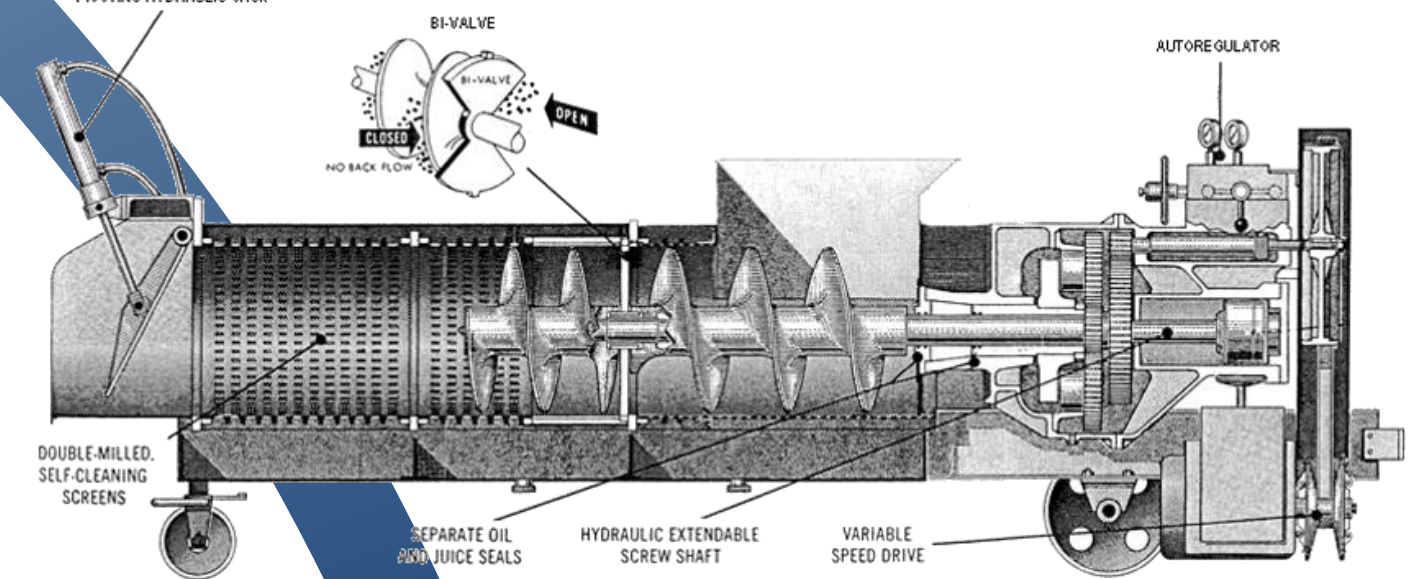 BI-VALVE
AUTOREGULATOR
BI-VALVE
OPEN
CLOSED
NO BACK FLOW
DOUBLE-MILLED,
SELF-CLEANING
SCREENS
SEPARATE OIL
AND JUICE SEALS
HYDRAULIC EXTENDABLE
SCREW SHAFT
VARIABLE
SPEED DRIVE